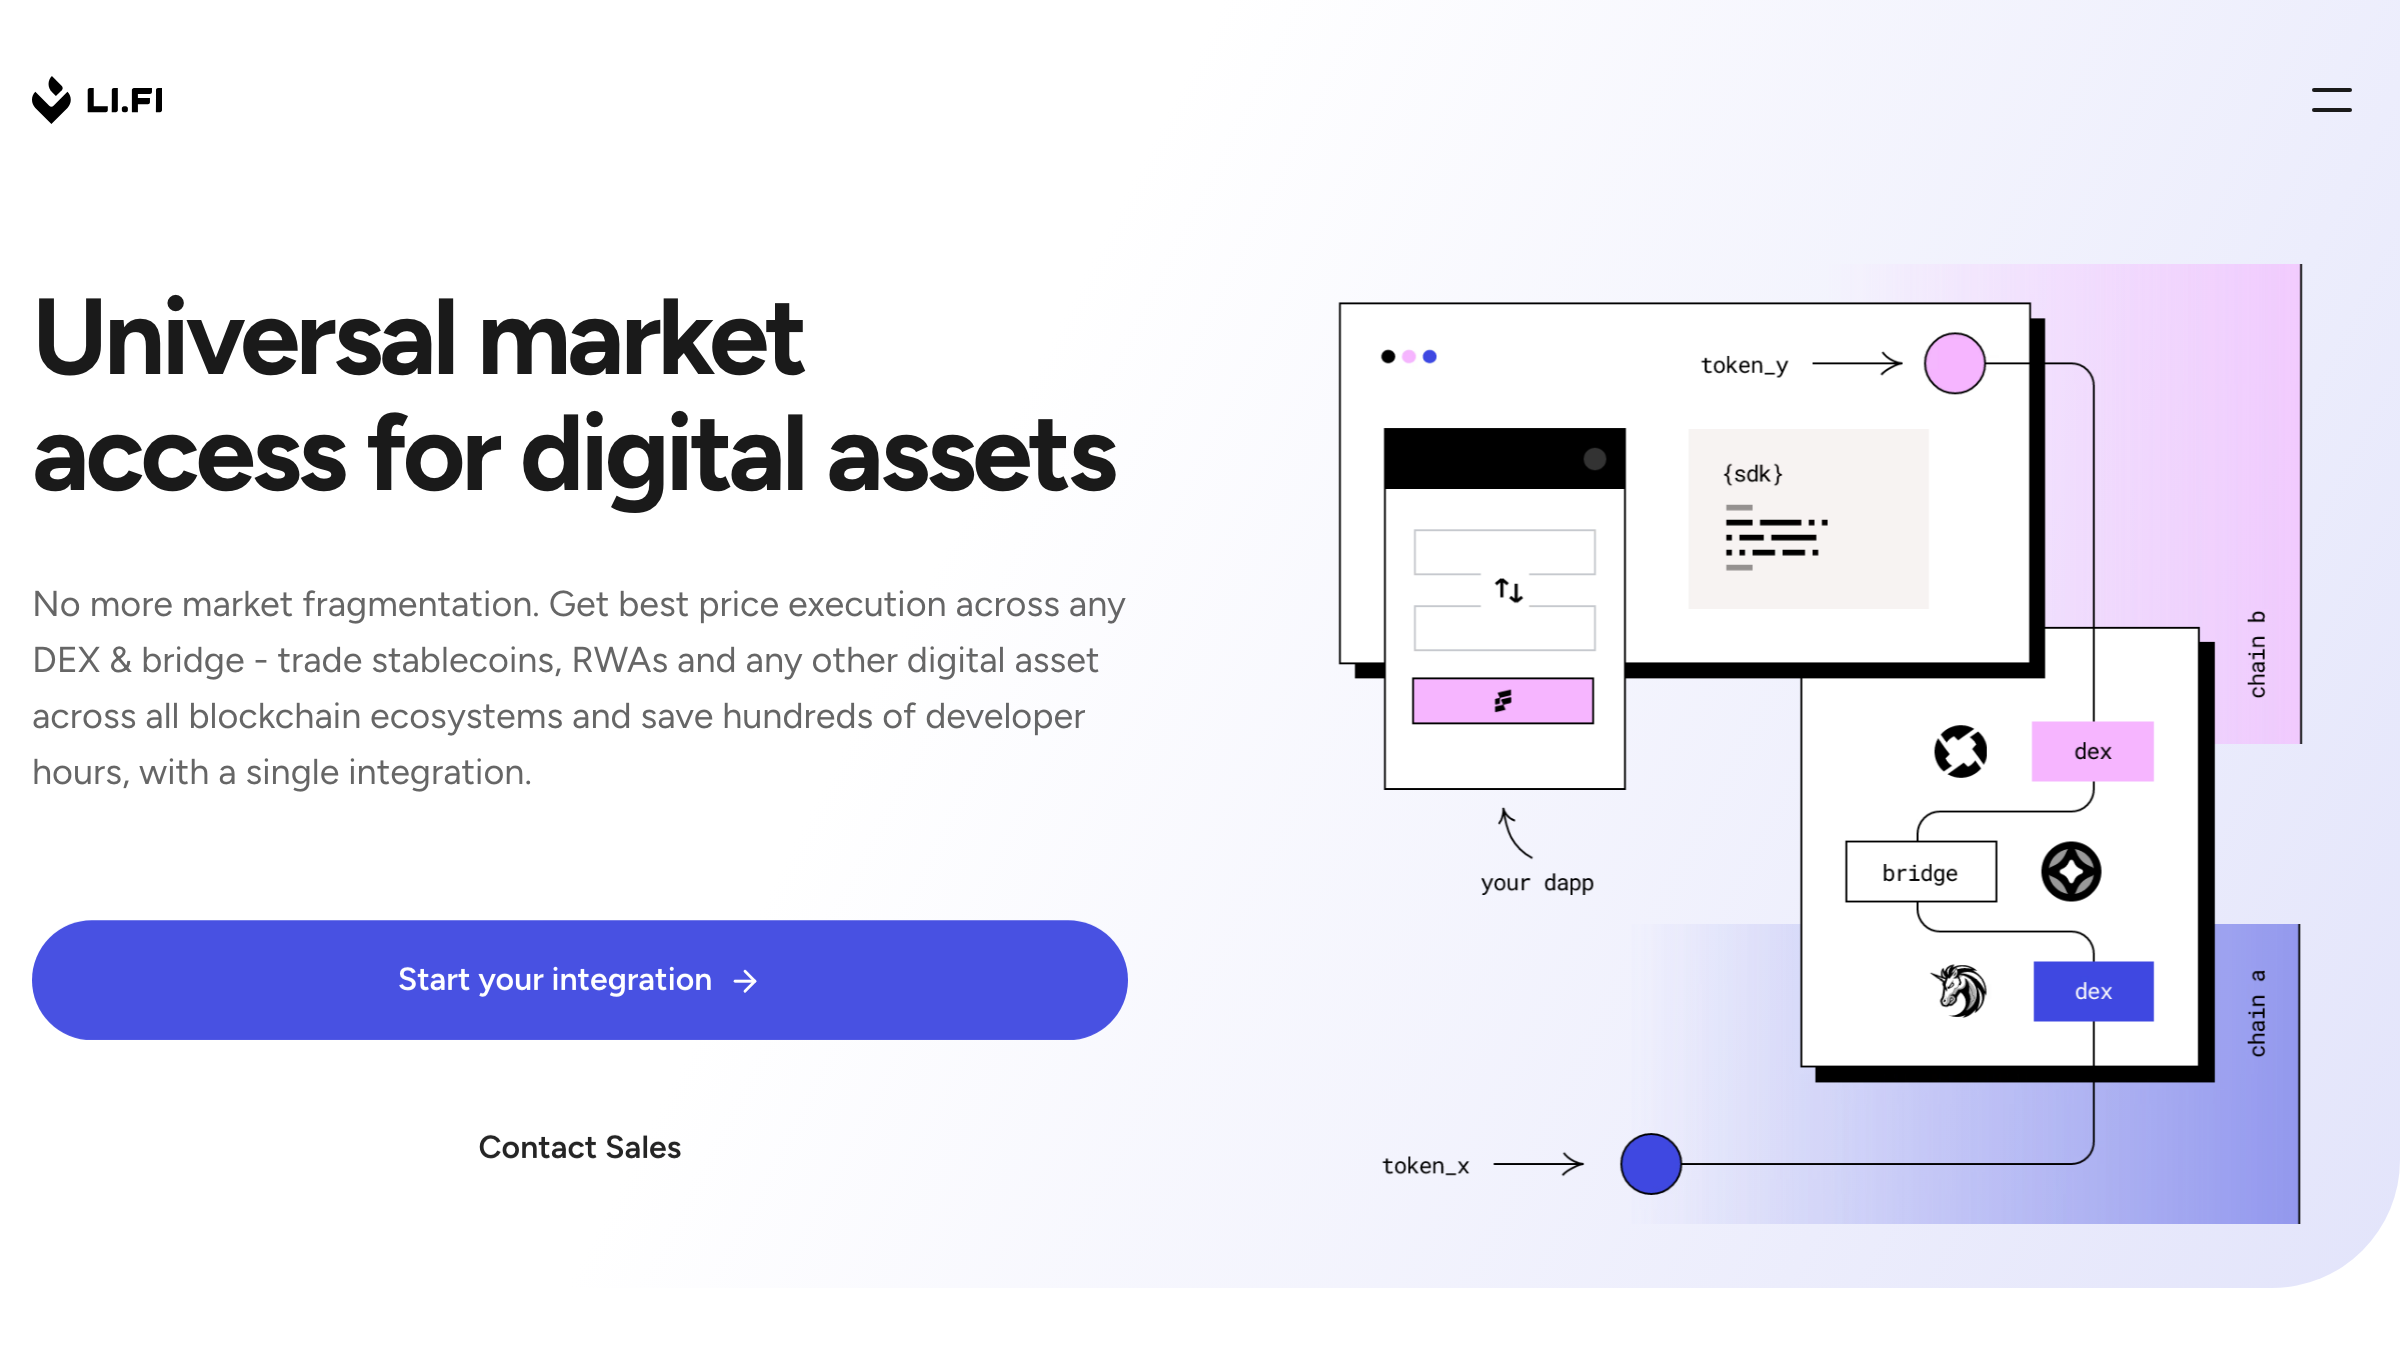 LI.FI
Universal market
access for digital assets
No more market fragmentation. Get best price execution across any
DEX & bridge - trade stablecoins, RWAs and any other digital asset
across all blockchain ecosystems and save hundreds of developer
hours, with a single integration.
Start your integration
Contact Sales
token_y
{sdk}
chain b
dex
your dapp
bridge
dex
chain a
token_x